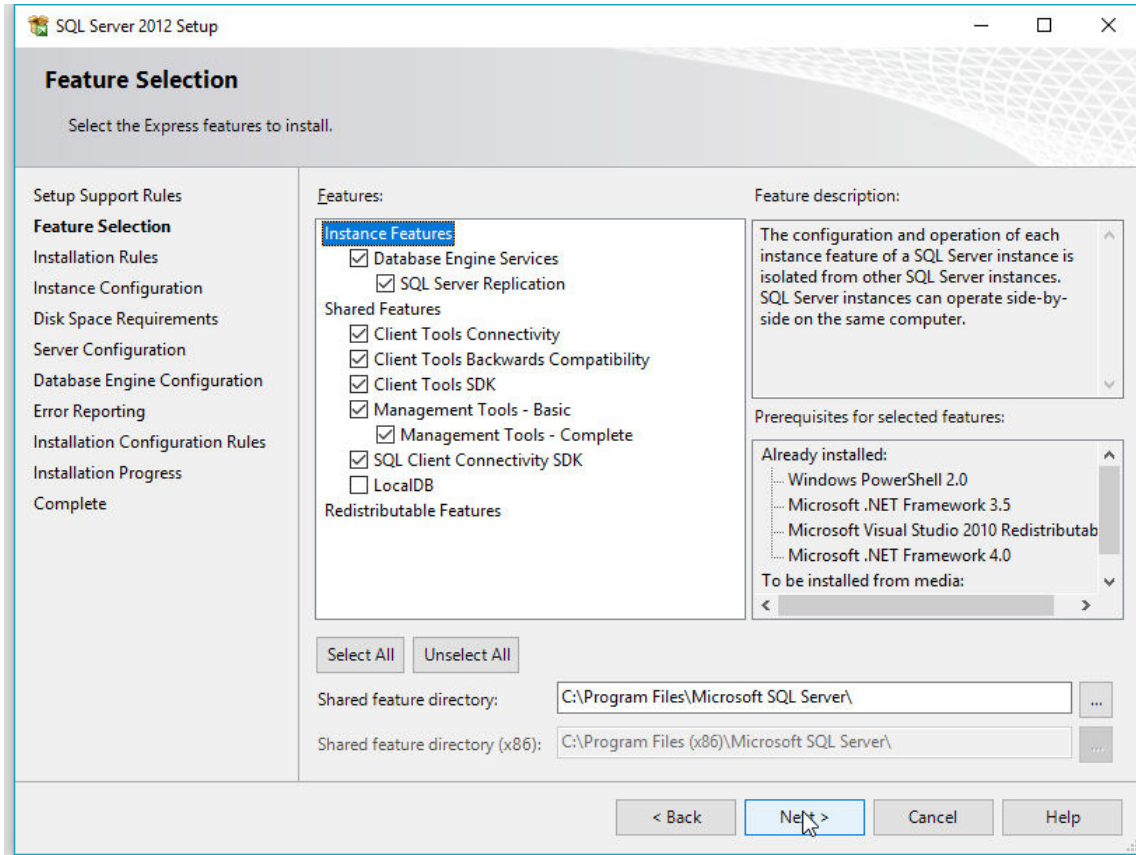 SQL Server 2012 Setup
Feature Selection
Select the Express features to install.
Setup Support Rules
Feature Selection
Installation Rules
Instance Configuration
Disk Space Requirements
Server Configuration
Database Engine Configuration
Error Reporting
Installation Configuration Rules
Installation Progress
Complete
Features:
Instance Features
Database Engine Services
SQL Server Replication
Shared Features
Client Tools Connectivity
Client Tools Backwards Compatibility
Client Tools SDK
Management Tools - Basic
Management Tools - Complete
SQL Client Connectivity SDK
LocalDB
Redistributable Features
Feature description:
The configuration and operation of each
instance feature of a SQL Server instance is
isolated from other SQL Server instances.
SQL Server instances can operate side-by-
side on the same computer.
Prerequisites for selected features:
Already installed:
Windows PowerShell 2.0
Microsoft .NET Framework 3.5
Microsoft Visual Studio 2010 Redistributab
Microsoft .NET Framework 4.0
To be installed from media:
Select All
Unselect All
Shared feature directory:
C:\Program Files\Microsoft SQL Server\
...
Shared feature directory (x86):
C:\Program Files (x86)\Microsoft SQL Server\
...
< Back
Next >
Cancel
Help